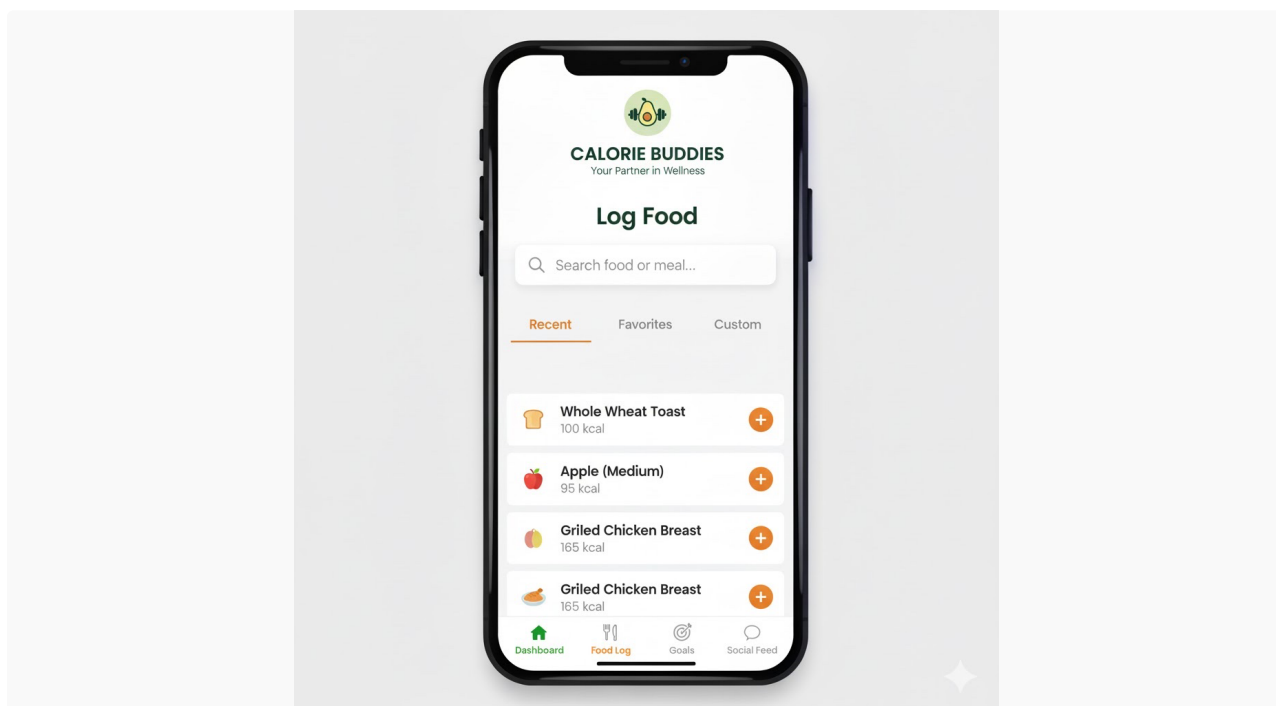 CALORIE BUDDIES
Your Partner in Wellness
Log Food
Search food or meal...
Recent Favorites Custom
Whole Wheat Toast
100 kcal
Apple (Medium)
95 kcal
Griled Chicken Breast
165 kcal
Griled Chicken Breast
165 kcal
Dashboard Food Log Goals Social Feed